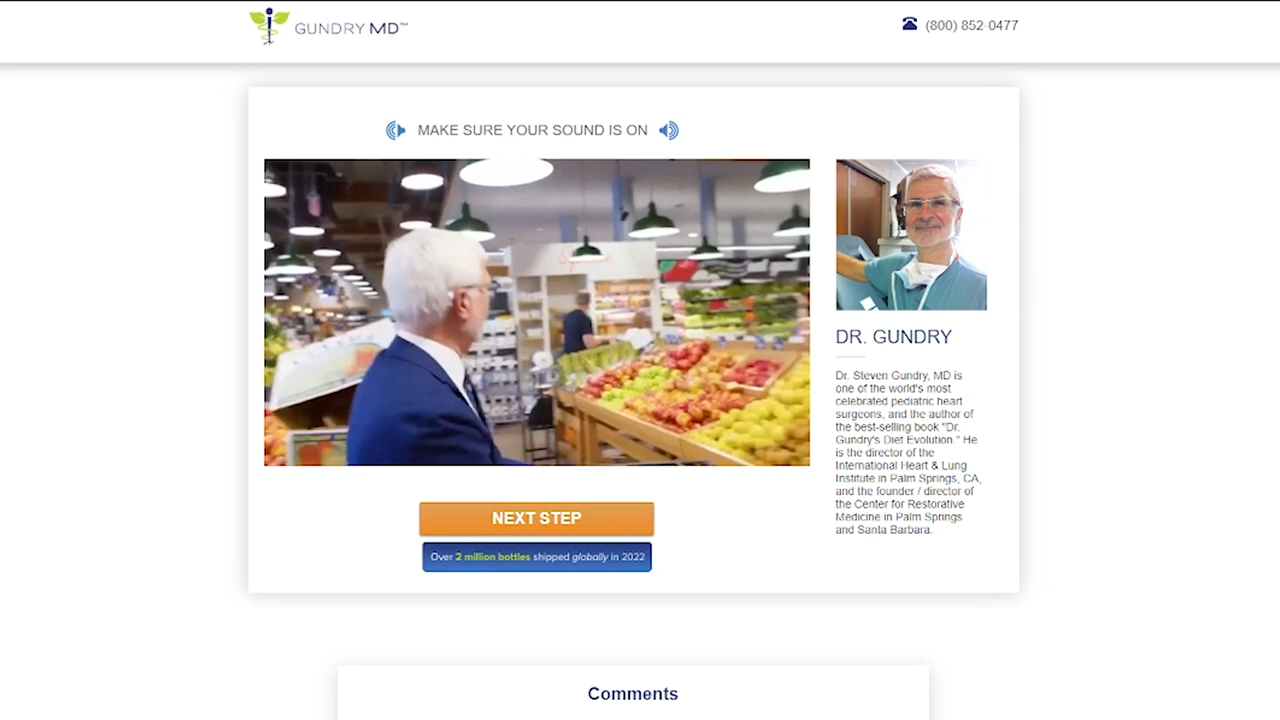 GUNDRY MD™
(800) 852-0477
MAKE SURE YOUR SOUND IS ON
DR. GUNDRY
Dr. Steven Gundry, MD is
one of the world's most
celebrated pediatric heart
surgeons, and the author of
the best-selling book "Dr.
Gundry's Diet Evolution." He
is the director of the
International Heart & Lung
Institute in Palm Springs, CA,
and the founder / director of
the Center for Restorative
Medicine in Palm Springs
and Santa Barbara.
NEXT STEP
Over 2 million bottles shipped globally in 2022
Comments